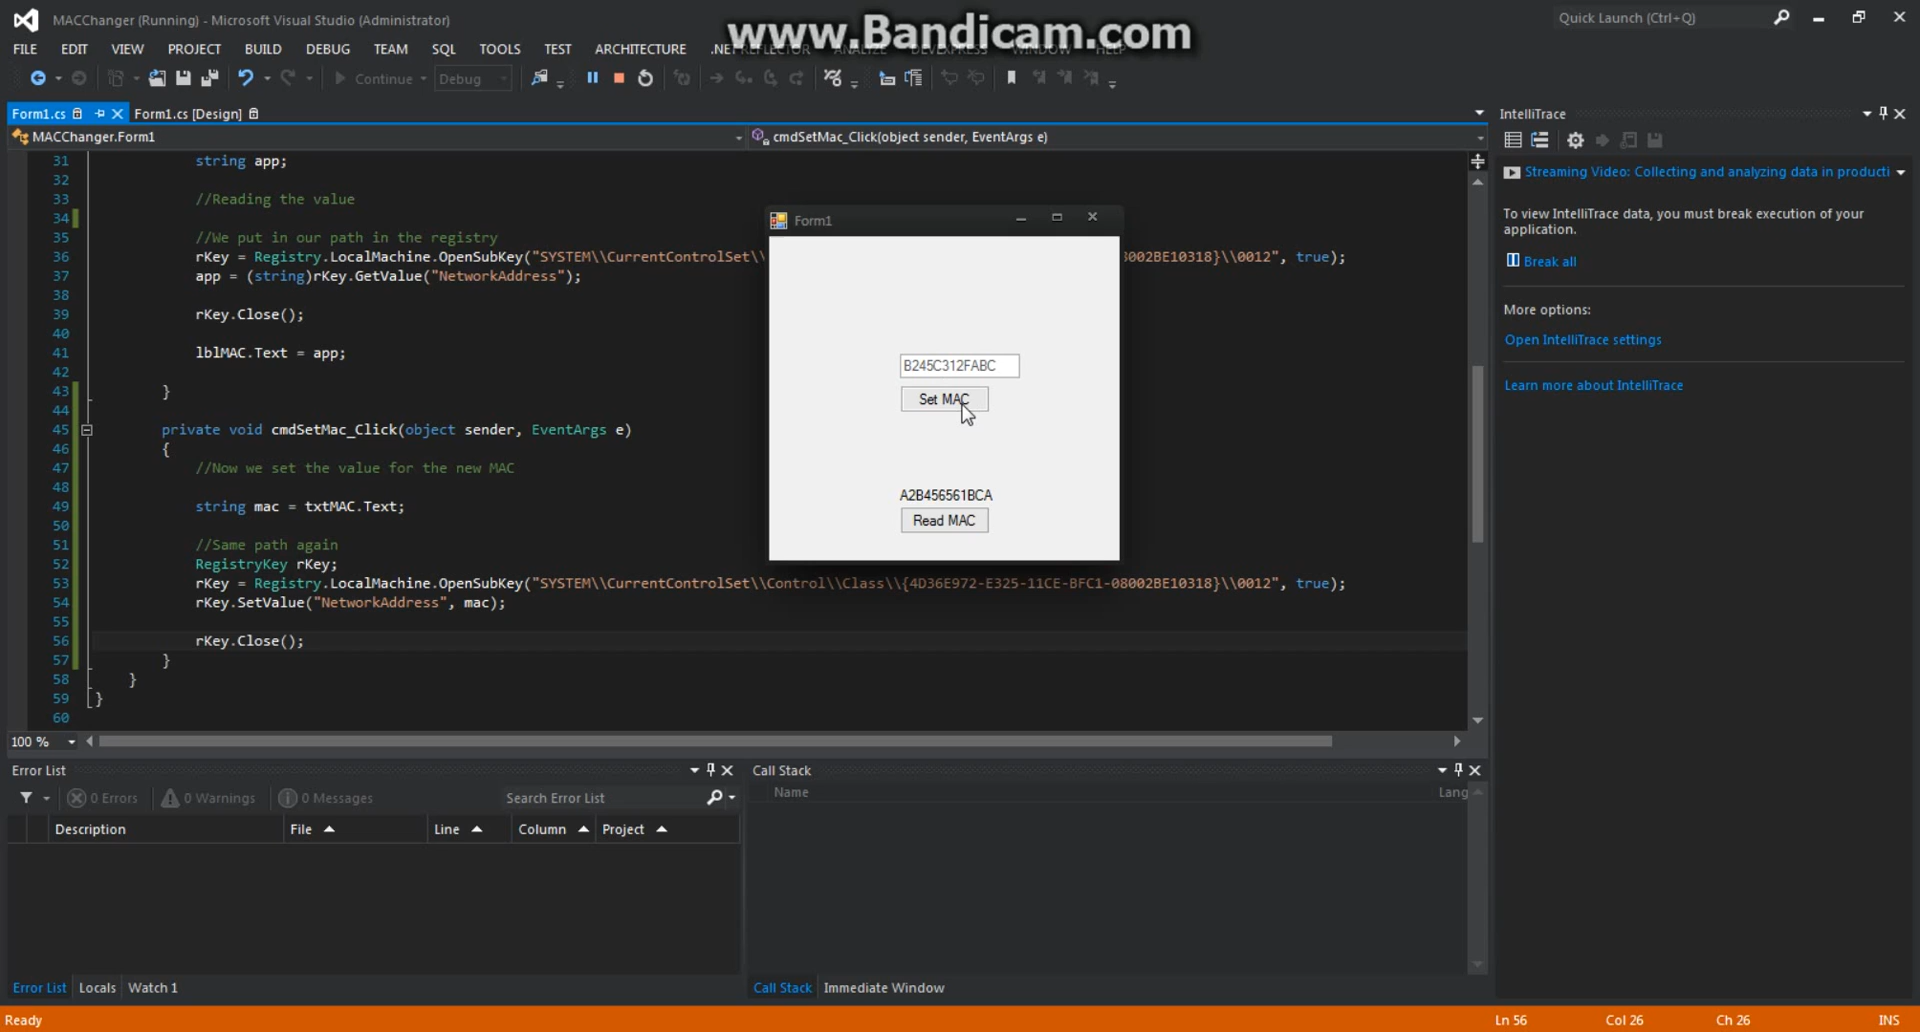 MACChanger (Running) - Microsoft Visual Studio (Administrator)
www.Bandicam.com
Quick Launch (Ctrl+Q)
FILE EDIT VIEW PROJECT BUILD DEBUG TEAM SQL TOOLS TEST ARCHITECTURE .NET REFLECTOR ANALYZE DEVEXPRESS WINDOW HELP
Continue Debug
Form1.cs Form1.cs [Design]
MACChanger.Form1 cmdSetMac_Click(object sender, EventArgs e)
31 string app;
32
33 //Reading the value
34
35 //We put in our path in the registry
36 rKey = Registry.LocalMachine.OpenSubKey("SYSTEM\\CurrentControlSet\\ 8002BE10318}\\0012", true);
37 app = (string)rKey.GetValue("NetworkAddress");
38
39 rKey.Close();
40
41 lblMAC.Text = app;
42
43 }
44
45 private void cmdSetMac_Click(object sender, EventArgs e)
46 {
47 //Now we set the value for the new MAC
48
49 string mac = txtMAC.Text;
50
51 //Same path again
52 RegistryKey rKey;
53 rKey = Registry.LocalMachine.OpenSubKey("SYSTEM\\CurrentControlSet\\Control\\Class\\{4D36E972-E325-11CE-BFC1-08002BE10318}\\0012", true);
54 rKey.SetValue("NetworkAddress", mac);
55
56 rKey.Close();
57 }
58 }
59 }
60
Form1
B245C312FABC
Set MAC
A2B456561BCA
Read MAC
100 %
IntelliTrace
Streaming Video: Collecting and analyzing data in producti
To view IntelliTrace data, you must break execution of your
application.
Break all
More options:
Open IntelliTrace settings
Learn more about IntelliTrace
Error List
0 Errors 0 Warnings 0 Messages Search Error List
Description File Line Column Project
Call Stack
Name Lang
Error List Locals Watch 1
Call Stack Immediate Window
Ready Ln 56 Col 26 Ch 26 INS